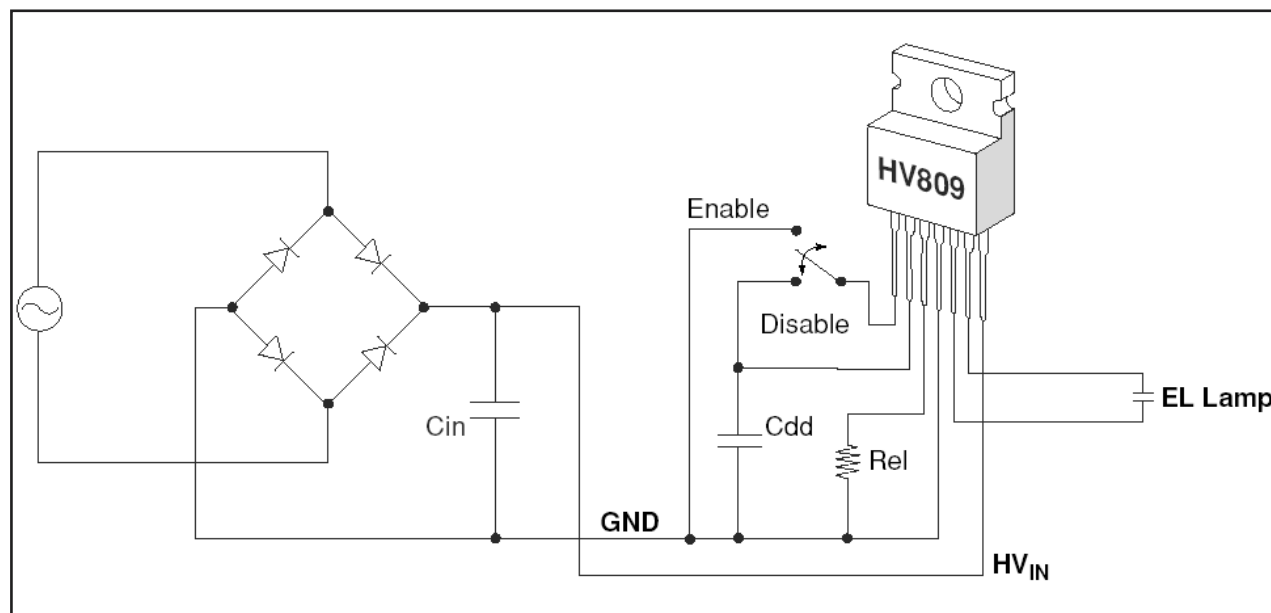 HV809
Enable
Disable
Cin
Cdd
Rel
EL Lamp
GND
HVIN